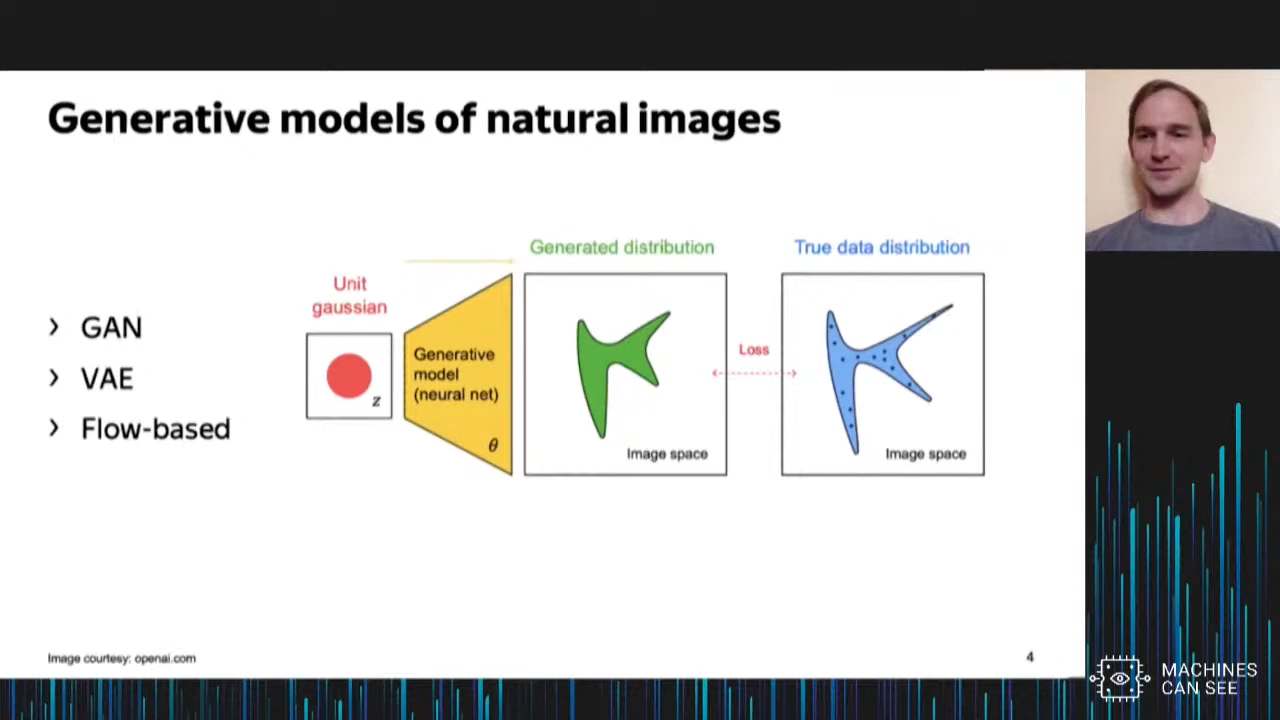 Generative models of natural images
› GAN
› VAE
› Flow-based
Unit
gaussian
z
Generative
model
(neural net)
θ
Generated distribution
Image space
Loss
True data distribution
Image space
Image courtesy: openai.com
4
MACHINES
CAN SEE